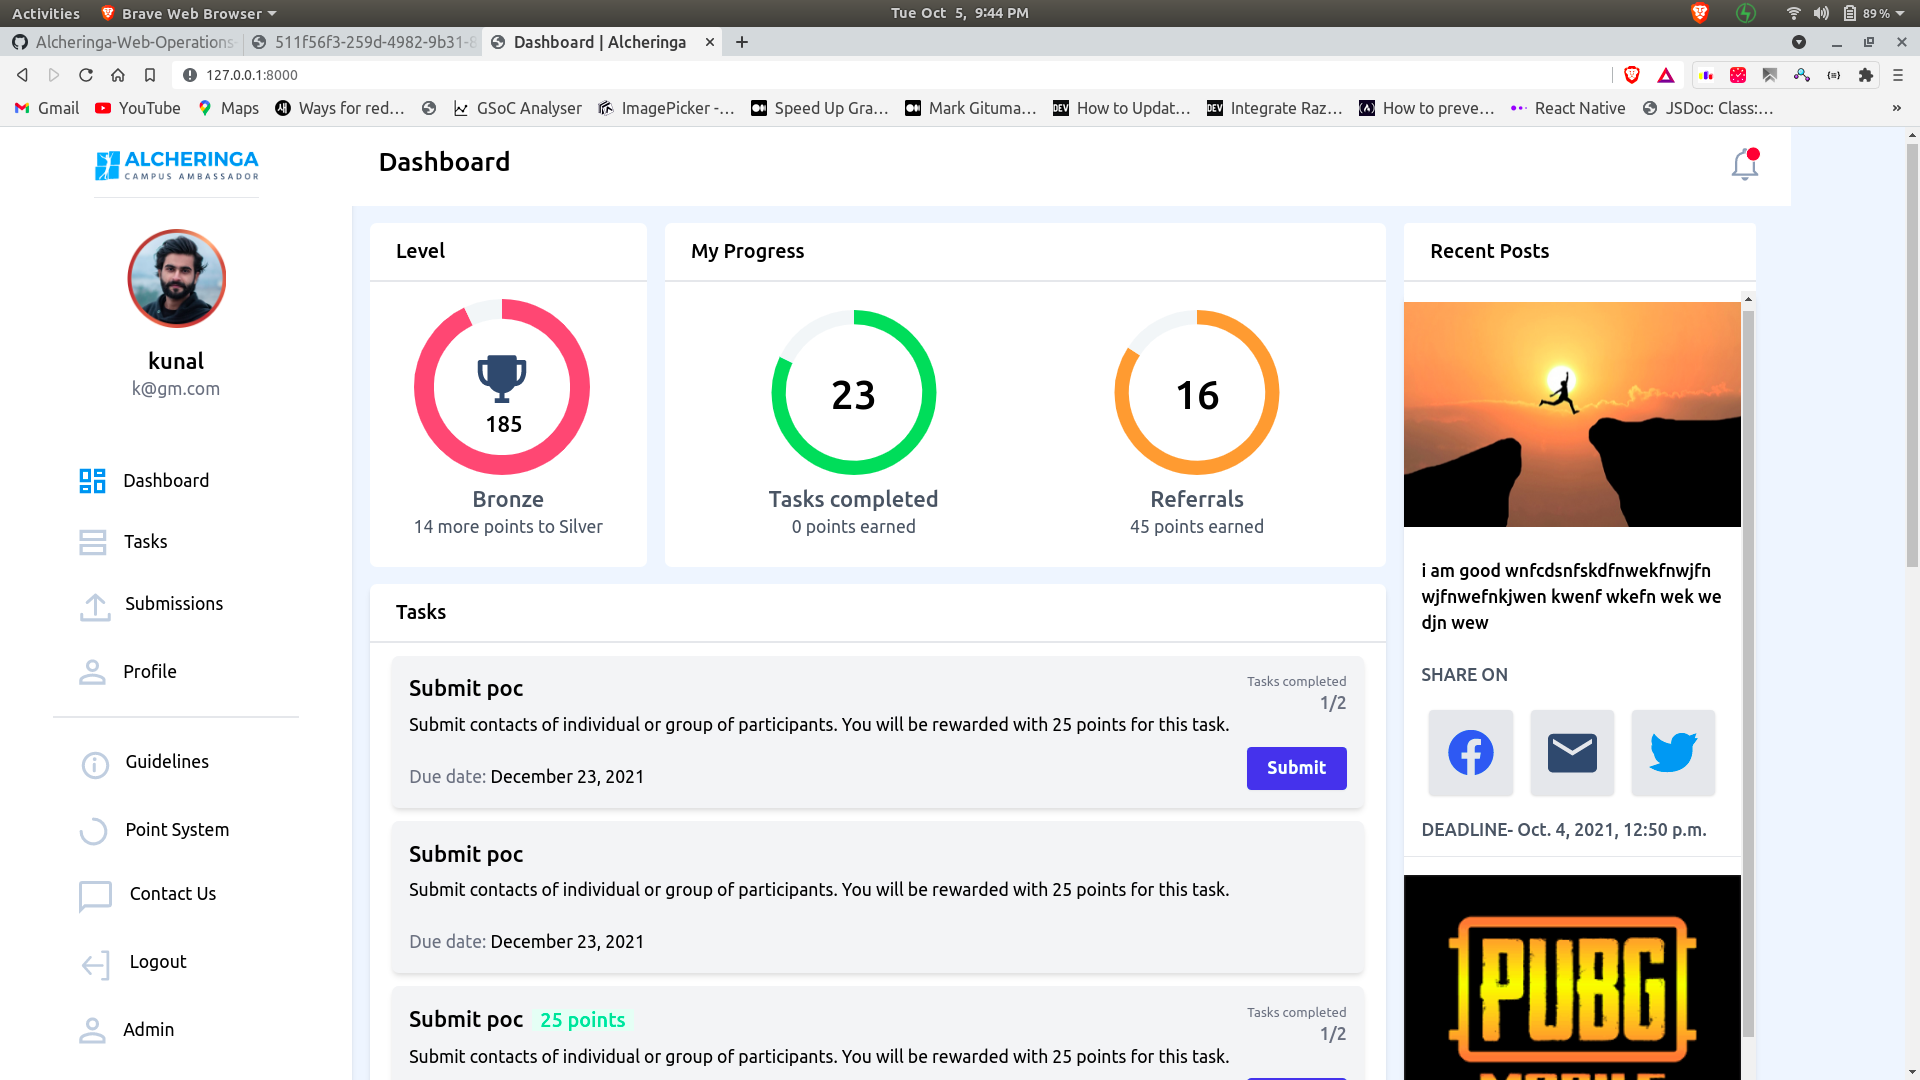 Activities
Brave Web Browser
Tue Oct 5, 9:44 PM
89 %
Alcheringa-Web-Operations
511f56f3-259d-4982-9b31-8
Dashboard | Alcheringa
127.0.0.1:8000
Gmail
YouTube
Maps
Ways for red...
GSoC Analyser
ImagePicker -...
Speed Up Gra...
Mark Gituma...
How to Updat...
Integrate Raz...
How to preve...
React Native
JSDoc: Class:...
»
ALCHERINGA
CAMPUS AMBASSADOR
kunal
k@gm.com
Dashboard
Tasks
Submissions
Profile
Guidelines
Point System
Contact Us
Logout
Admin
Dashboard
Level
185
Bronze
14 more points to Silver
My Progress
23
Tasks completed
0 points earned
16
Referrals
45 points earned
Tasks
Submit poc
Tasks completed
1/2
Submit contacts of individual or group of participants. You will be rewarded with 25 points for this task.
Due date: December 23, 2021
Submit
Submit poc
Submit contacts of individual or group of participants. You will be rewarded with 25 points for this task.
Due date: December 23, 2021
Submit poc 25 points
Tasks completed
1/2
Submit contacts of individual or group of participants. You will be rewarded with 25 points for this task.
Recent Posts
i am good wnfcdsnfskdfnwekfnwjfn
wjfnwefnkjwen kwenf wkefn wek we
djn wew
SHARE ON
DEADLINE- Oct. 4, 2021, 12:50 p.m.
PUBG
MOBILE